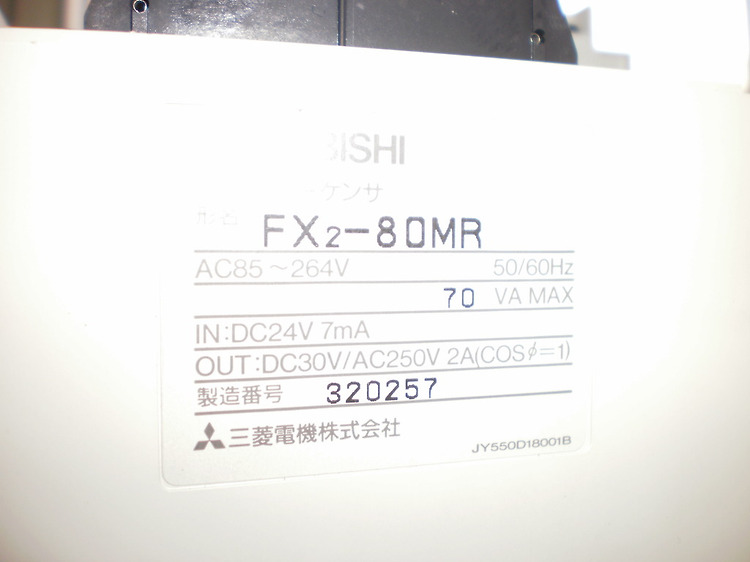 BISHI
ケンサ
FX2-80MR
AC85～264V 50/60Hz
70 VA MAX
IN:DC24V 7mA
OUT:DC30V/AC250V 2A(COSφ=1)
製造番号 320257
三菱電機株式会社
JY550D18001B